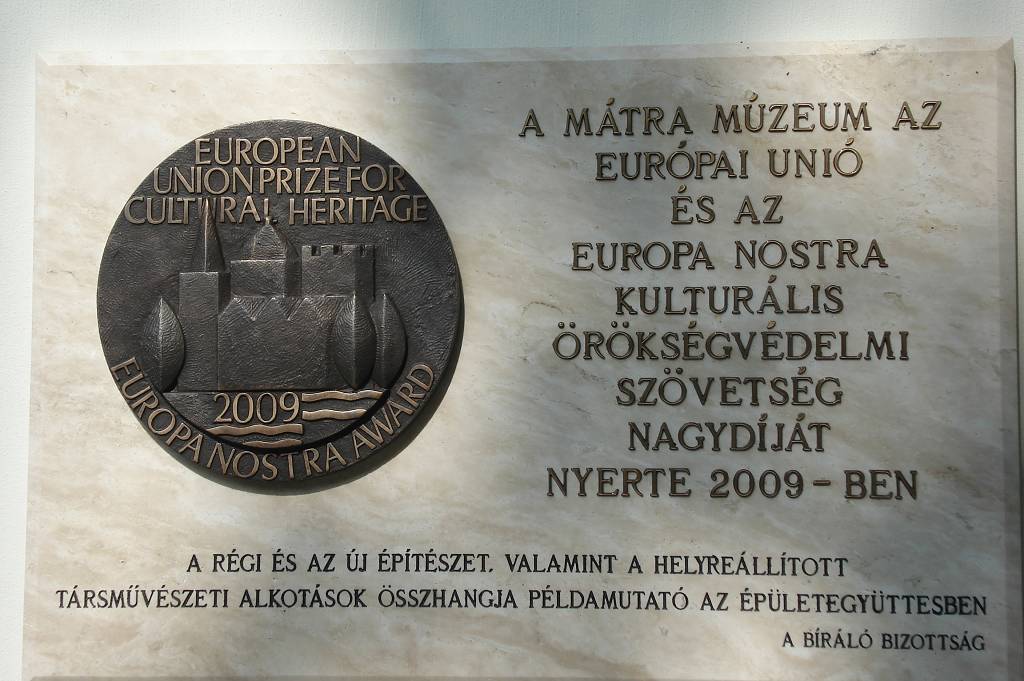 EUROPEAN
UNION PRIZE FOR
CULTURAL HERITAGE
2009
EUROPA NOSTRA AWARD
A MÁTRA MÚZEUM AZ
EURÓPAI UNIÓ
ÉS AZ
EUROPA NOSTRA
KULTURÁLIS
ÖRÖKSÉGVÉDELMI
SZÖVETSÉG
NAGYDÍJÁT
NYERTE 2009 - BEN
A RÉGI ÉS AZ ÚJ ÉPÍTÉSZET, VALAMINT A HELYREÁLLÍTOTT
TÁRSMŰVÉSZETI ALKOTÁSOK ÖSSZHANGJA PÉLDAMUTATÓ AZ ÉPÜLETEGYÜTTESBEN
A BÍRÁLÓ BIZOTTSÁG